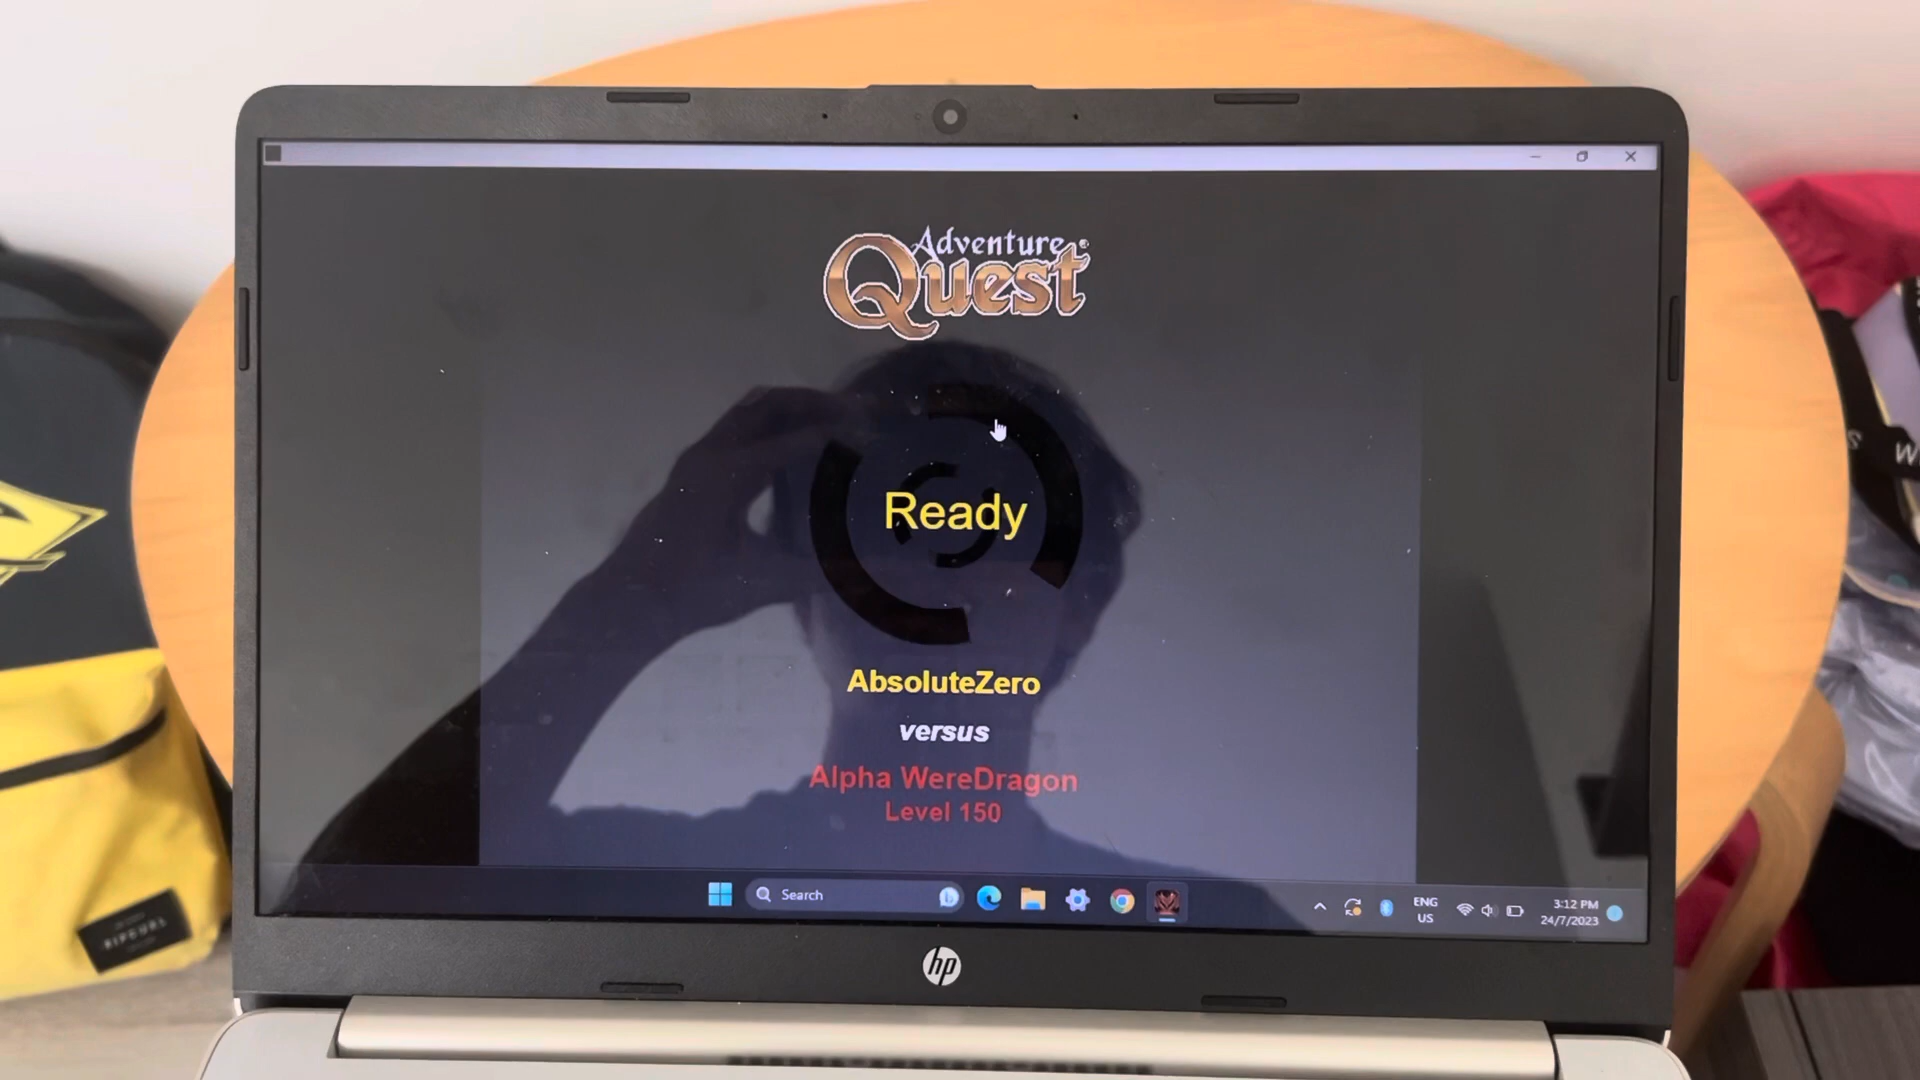 Adventure
Quest
Ready
AbsoluteZero
versus
Alpha WereDragon
Level 150
Search
ENG
US
3:12 PM
24/7/2023
hp
RIPCURL